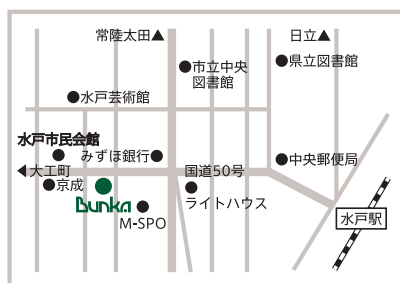 常陸太田▲
日立▲
市立中央
図書館
県立図書館
水戸芸術館
水戸市民会館
みずほ銀行
中央郵便局
◀大工町
国道50号
京成
Bunka
ライトハウス
M-SPO
水戸駅